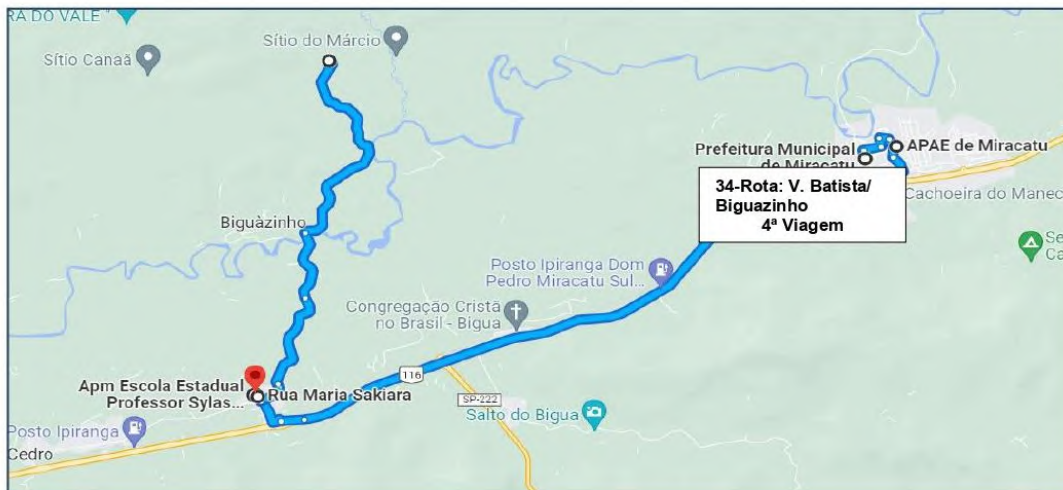 RA DO VALE "
Sítio do Márcio
Sítio Canaã
Prefeitura Municipal
de Miracatu
APAE de Miracatu
34-Rota: V. Batista/
Biguazinho
4ª Viagem
Cachoeira do Manec
Biguàzinho
Se
Ca
Posto Ipiranga Dom
Pedro Miracatu Sul...
Congregação Cristã
no Brasil - Bigua
116
Apm Escola Estadual
Professor Sylas...
Rua Maria Sakiara
SP-222
Salto do Bigua
Posto Ipiranga
Cedro